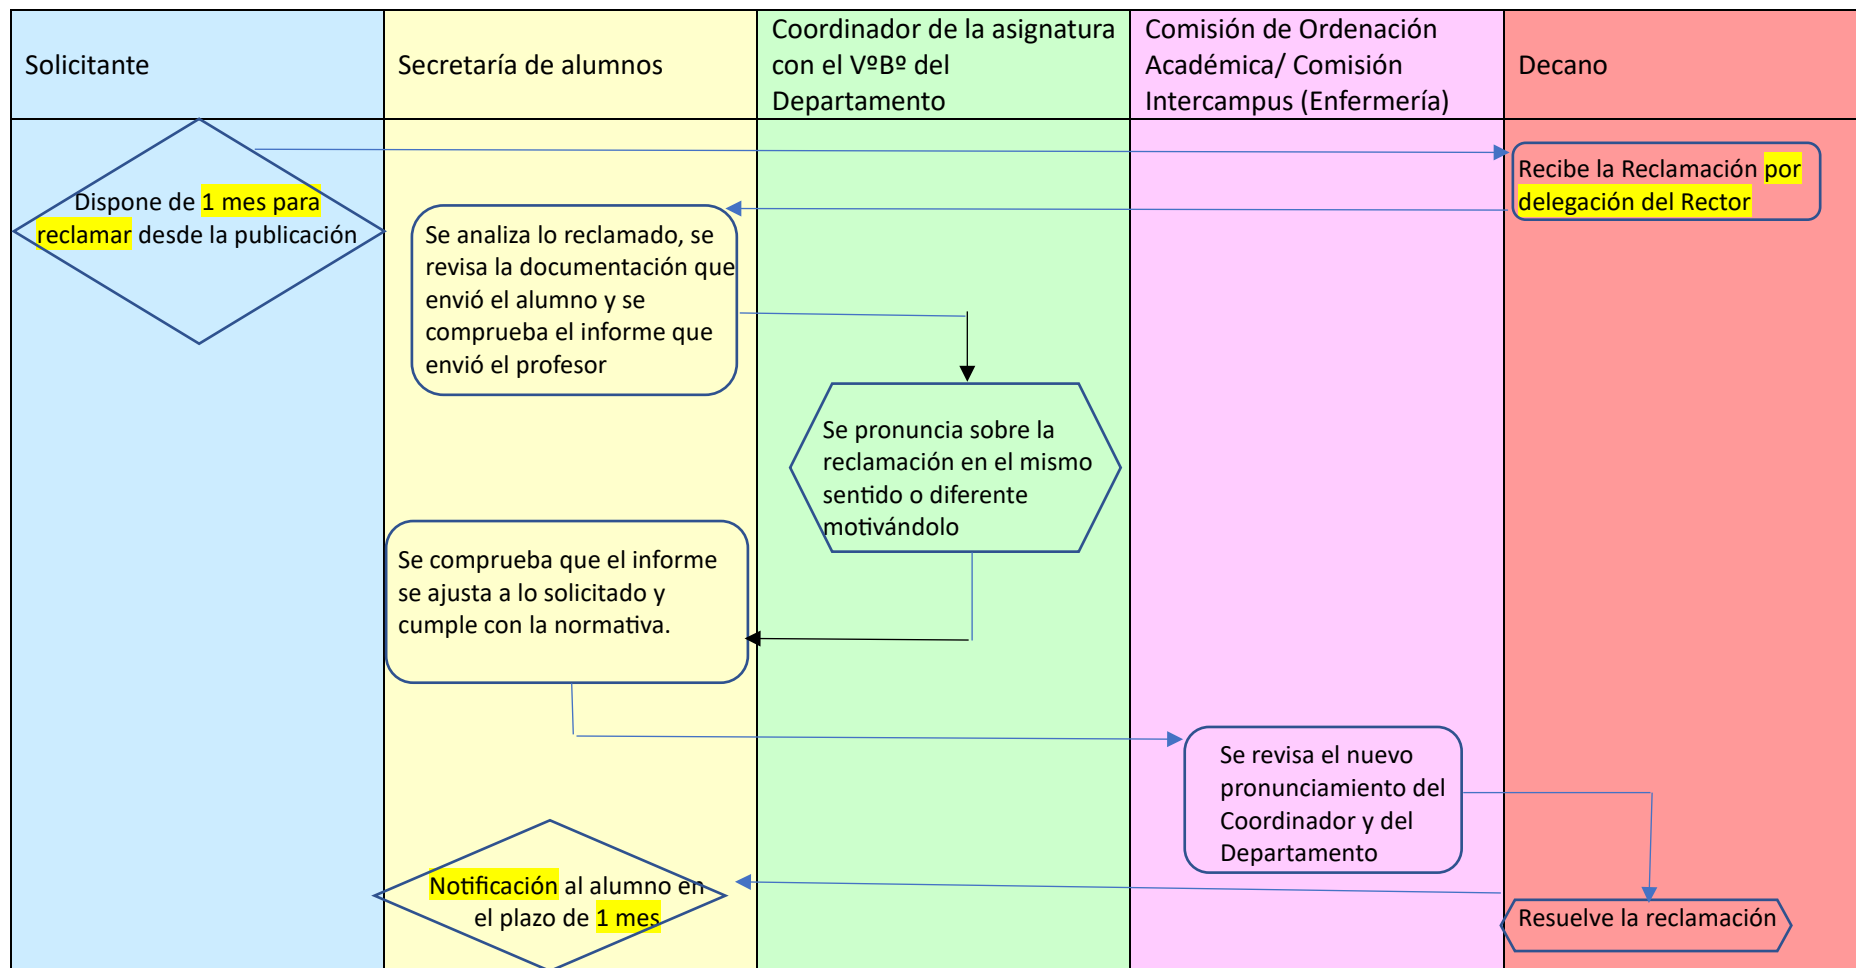 Solicitante
Secretaría de alumnos
Coordinador de la asignatura
con el VºBº del
Departamento
Comisión de Ordenación
Académica/ Comisión
Intercampus (Enfermería)
Decano
Dispone de 1 mes para
reclamar desde la publicación
Recibe la Reclamación por
delegación del Rector
Se analiza lo reclamado, se
revisa la documentación que
envió el alumno y se
comprueba el informe que
envió el profesor
Se pronuncia sobre la
reclamación en el mismo
sentido o diferente
motivándolo
Se comprueba que el informe
se ajusta a lo solicitado y
cumple con la normativa.
Se revisa el nuevo
pronunciamiento del
Coordinador y del
Departamento
Notificación al alumno en
el plazo de 1 mes
Resuelve la reclamación